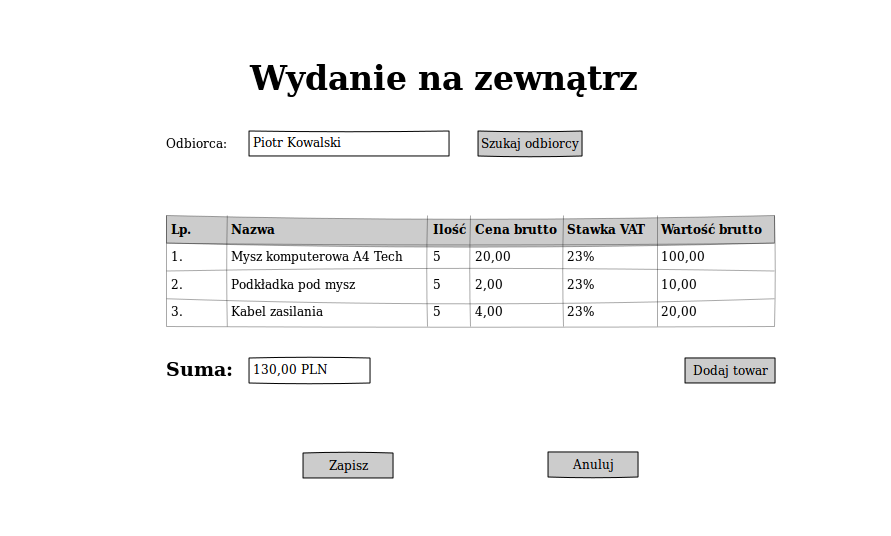 Wydanie na zewnątrz
Odbiorca: Piotr Kowalski Szukaj odbiorcy
Lp. Nazwa Ilość Cena brutto Stawka VAT Wartość brutto
1. Mysz komputerowa A4 Tech 5 20,00 23% 100,00
2. Podkładka pod mysz 5 2,00 23% 10,00
3. Kabel zasilania 5 4,00 23% 20,00
Suma: 130,00 PLN Dodaj towar
Zapisz Anuluj